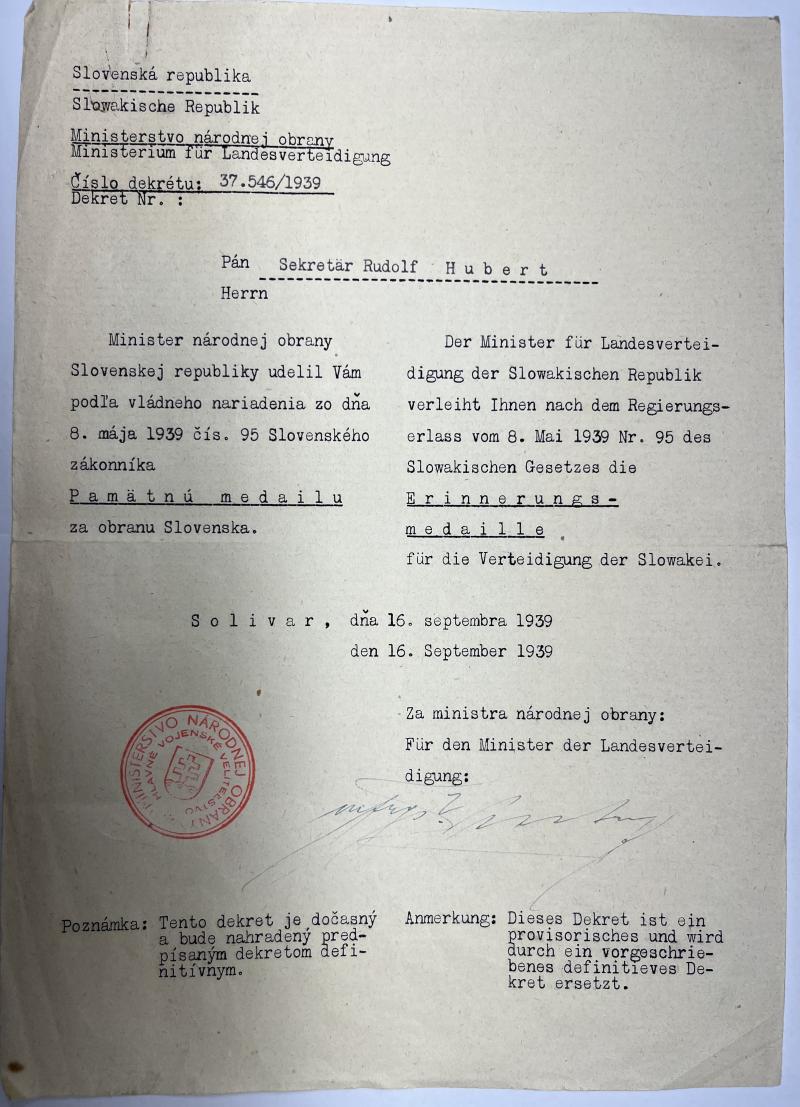 Slovenská republika
Slowakische Republik
Ministerstvo národnej obrany
Ministerium für Landesverteidigung
Číslo dekrétu: 37.546/1939
Dekret Nr. :
Pán Sekretär Rudolf H u b e r t
Herrn
Minister národnej obrany
Slovenskej republiky udelil Vám
podľa vládneho nariadenia zo dňa
8. mája 1939 čís. 95 Slovenského
zákonníka
P a m ä t n ú m e d a i l u
za obranu Slovenska.
Der Minister für Landesvertei-
digung der Slowakischen Republik
verleiht Ihnen nach dem Regierungs-
erlass vom 8. Mai 1939 Nr. 95 des
Slowakischen Gesetzes die
E r i n n e r u n g s -
m e d a i l l e
für die Verteidigung der Slowakei.
S o l i v a r , dňa 16. septembra 1939
den 16. September 1939
Za ministra národnej obrany:
Für den Minister der Landesvertei-
digung:
MINISTERSTVO NÁRODNEJ OBRANY
HLAVNÉ VOJENSKÉ VELITEĽSTVO
Poznámka: Tento dekret je dočasný
a bude nahradený pred-
písaným dekretom defi-
nitívnym.
Anmerkung: Dieses Dekret ist ein
provisorisches und wird
durch ein vorgeschrie-
benes definitieves De-
kret ersetzt.